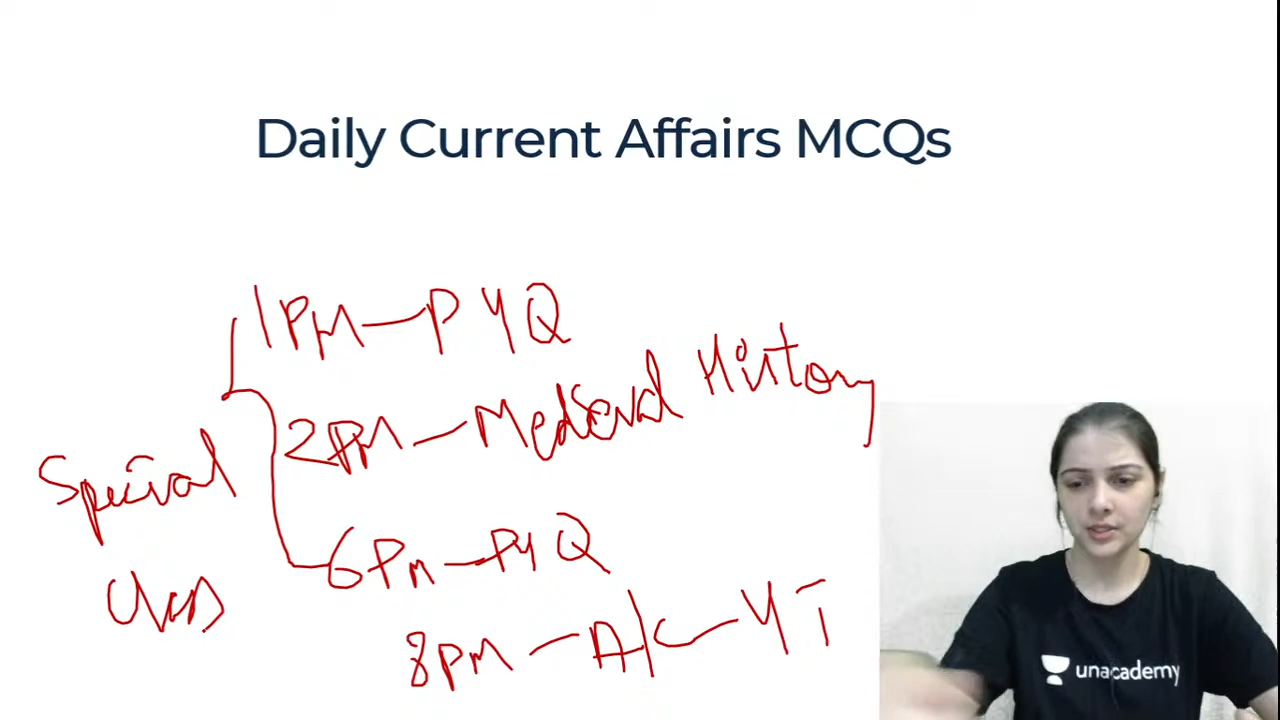 Daily Current Affairs MCQs
1PM — PYQ
2PM — Medieval History
Special
Class
6PM — PYQ
8PM — A/C — YT
unacademy